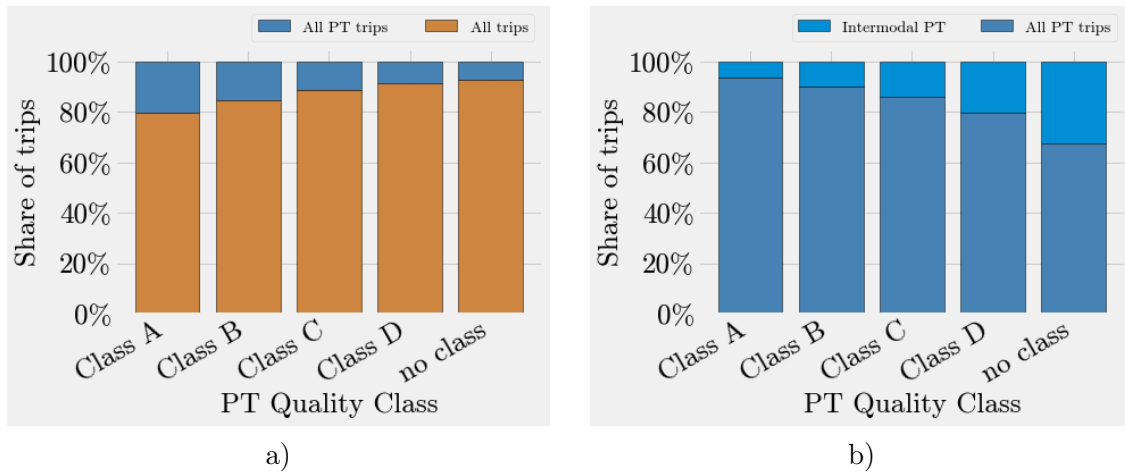 All PT trips All trips
100%
80%
60%
40%
20%
0%
Share of trips
Class A Class B Class C Class D no class
PT Quality Class
a)
Intermodal PT All PT trips
100%
80%
60%
40%
20%
0%
Share of trips
Class A Class B Class C Class D no class
PT Quality Class
b)